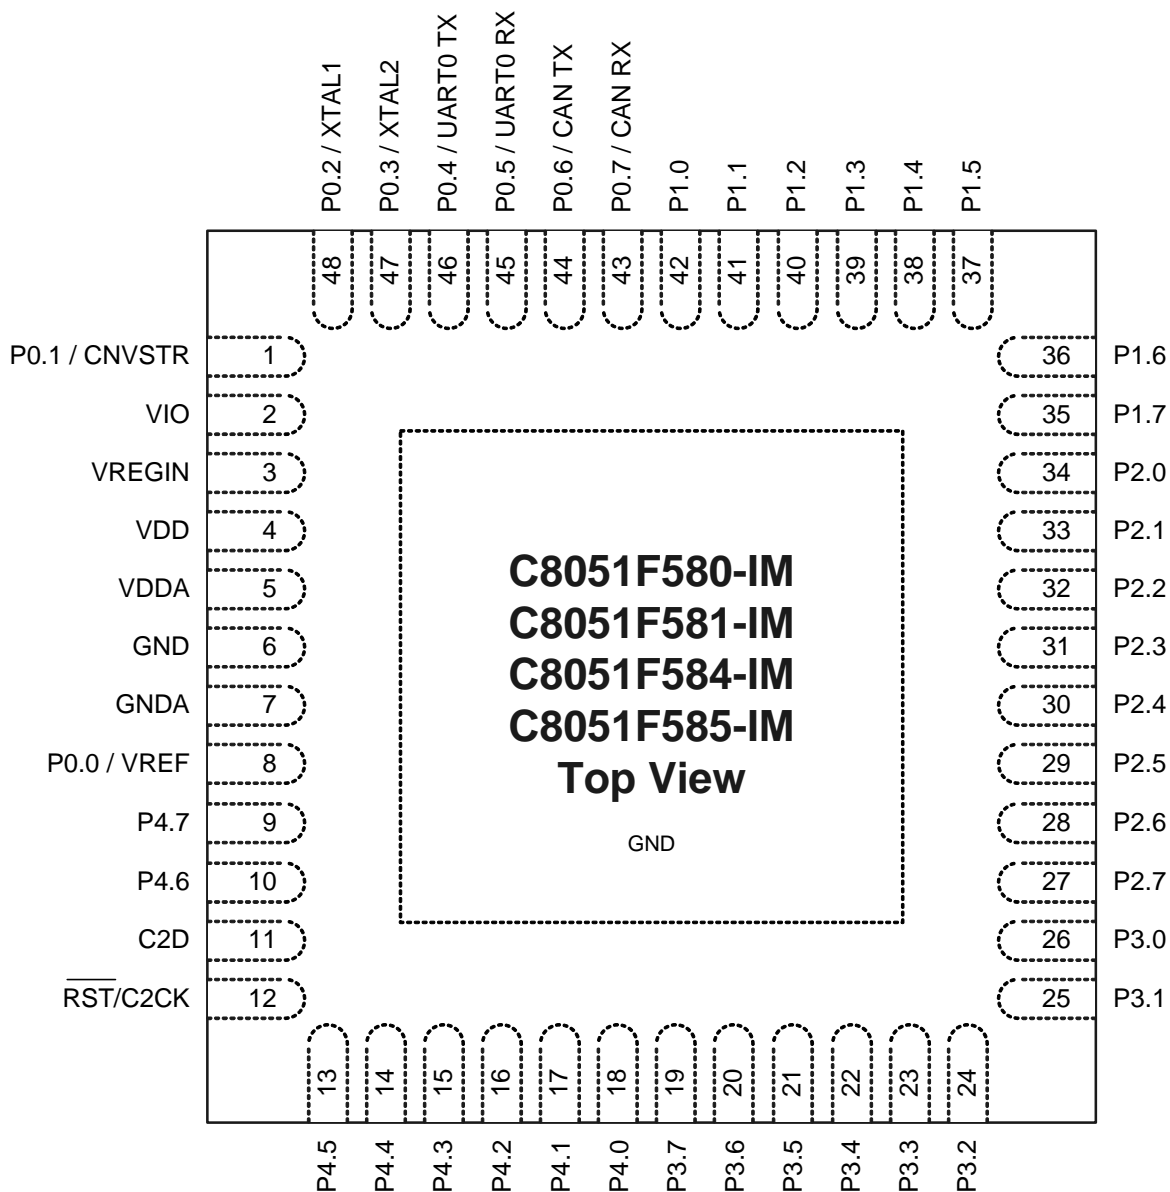 P0.2 / XTAL1
P0.3 / XTAL2
P0.4 / UART0 TX
P0.5 / UART0 RX
P0.6 / CAN TX
P0.7 / CAN RX
P1.0
P1.1
P1.2
P1.3
P1.4
P1.5
48
47
46
45
44
43
42
41
40
39
38
37
P0.1 / CNVSTR 1
VIO 2
VREGIN 3
VDD 4
VDDA 5
GND 6
GNDA 7
P0.0 / VREF 8
P4.7 9
P4.6 10
C2D 11
RST/C2CK 12
C8051F580-IM
C8051F581-IM
C8051F584-IM
C8051F585-IM
Top View
GND
36 P1.6
35 P1.7
34 P2.0
33 P2.1
32 P2.2
31 P2.3
30 P2.4
29 P2.5
28 P2.6
27 P2.7
26 P3.0
25 P3.1
13
14
15
16
17
18
19
20
21
22
23
24
P4.5
P4.4
P4.3
P4.2
P4.1
P4.0
P3.7
P3.6
P3.5
P3.4
P3.3
P3.2